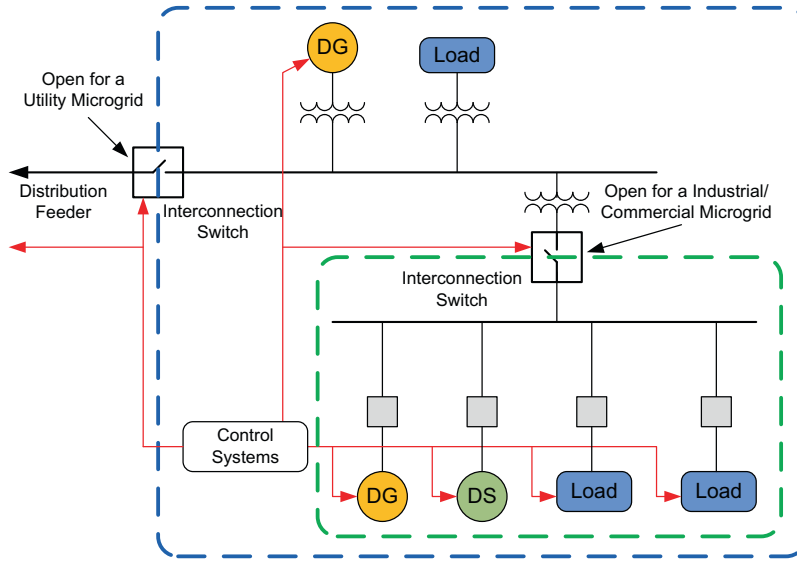 DG
Load
Open for a
Utility Microgrid
Distribution
Feeder
Interconnection
Switch
Open for a Industrial/
Commercial Microgrid
Interconnection
Switch
Control
Systems
DG
DS
Load
Load